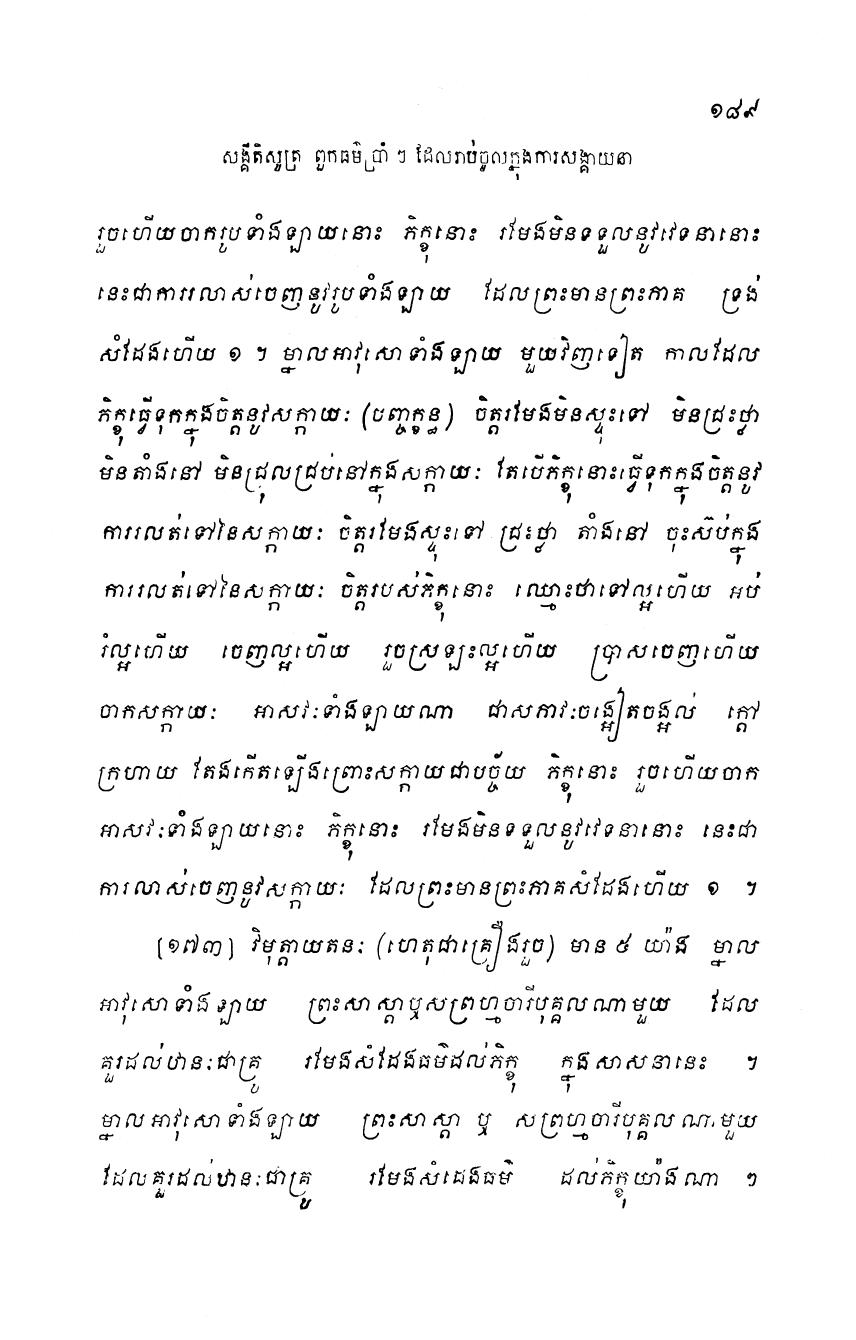 ១៨៩
សង្គីតិសូត្រ ពួកធម៌ប្រាំ ៗ ដែលរាប់ចូលក្នុងការសង្គាយនា
រួចហើយចាករូបទាំងឡាយនោះ ភិក្ខុនោះ រមែងមិនទទួលនូវវេទនានោះ
នេះជាការរលាស់ចេញនូវរូបទាំងឡាយ ដែលព្រះមានព្រះភាគ ទ្រង់
សំដែងហើយ ១ ។ ម្នាលអាវុសោទាំងឡាយ មួយវិញទៀត កាលដែល
ភិក្ខុធ្វើទុកក្នុងចិត្តនូវសក្កាយៈ (បញ្ចក្ខន្ធ) ចិត្តរមែងមិនស្ទុះទៅ មិនជ្រះថ្លា
មិនតាំងនៅ មិនជ្រុលជ្រប់នៅក្នុងសក្កាយៈ តែបើភិក្ខុនោះធ្វើទុកក្នុងចិត្តនូវ
ការរលត់ទៅនៃសក្កាយៈ ចិត្តរមែងស្ទុះទៅ ជ្រះថ្លា តាំងនៅ ចុះស៊ប់ក្នុង
ការរលត់ទៅនៃសក្កាយៈ ចិត្តរបស់ភិក្ខុនោះ ឈ្មោះថាទៅល្អហើយ អប់
រំល្អហើយ ចេញល្អហើយ រួចស្រឡះល្អហើយ ប្រាសចេញហើយ
ចាកសក្កាយៈ អាសវៈទាំងឡាយណា ជាសភាវៈចង្អៀតចង្អល់ ក្តៅ
ក្រហាយ តែងកើតឡើងព្រោះសក្កាយជាបច្ច័យ ភិក្ខុនោះ រួចហើយចាក
អាសវៈទាំងឡាយនោះ ភិក្ខុនោះ រមែងមិនទទួលនូវវេទនានោះ នេះជា
ការលាស់ចេញនូវសក្កាយៈ ដែលព្រះមានព្រះភាគសំដែងហើយ ១ ។
[១៧៣] វិមុត្តាយតនៈ (ហេតុជាគ្រឿងរួច) មាន ៥ យ៉ាង ម្នាល
អាវុសោទាំងឡាយ ព្រះសាស្តាឬសព្រហ្មចារីបុគ្គលណាមួយ ដែល
គួរដល់ឋានៈជាគ្រូ រមែងសំដែងធម៌ដល់ភិក្ខុ ក្នុងសាសនានេះ ។
ម្នាលអាវុសោទាំងឡាយ ព្រះសាស្តា ឬ សព្រហ្មចារីបុគ្គលណាមួយ
ដែលគួរដល់ឋានៈជាគ្រូ រមែងសំដែងធម៌ ដល់ភិក្ខុយ៉ាងណា ៗ